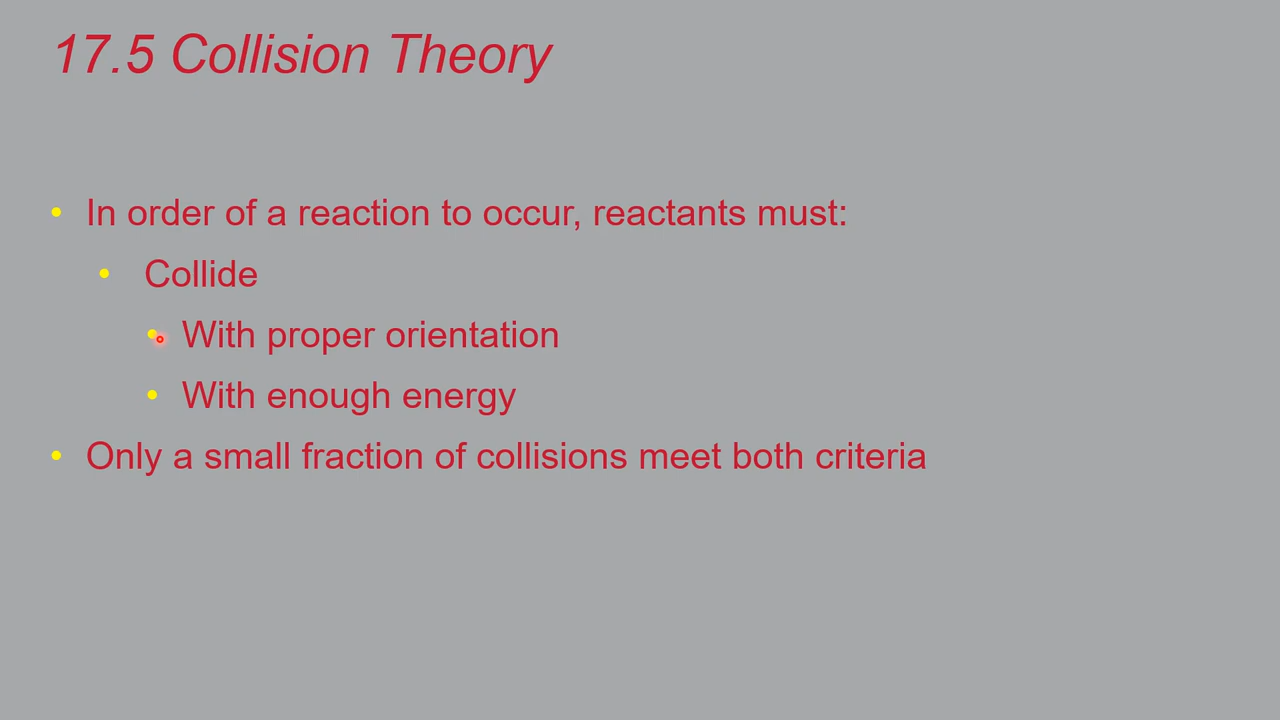 17.5 Collision Theory
• In order of a reaction to occur, reactants must:
• Collide
• With proper orientation
• With enough energy
• Only a small fraction of collisions meet both criteria